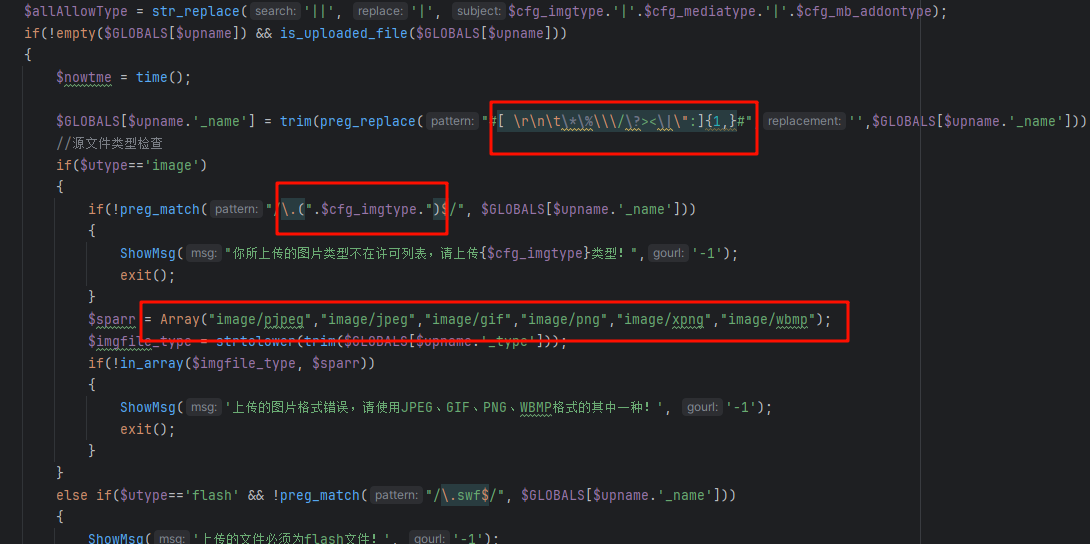 $allAllowType = str_replace( search: '||', replace: '|', subject: $cfg_imgtype.'|'.$cfg_mediatype.'|'.$cfg_mb_addontype);
if(!empty($GLOBALS[$upname]) && is_uploaded_file($GLOBALS[$upname]))
{
$nowtme = time();
$GLOBALS[$upname.'_name'] = trim(preg_replace( pattern: "#[ \r\n\t\*\%\\\/\?><\|\":]{1,}#" replacement: '',$GLOBALS[$upname.'_name']))
//源文件类型检查
if($utype=='image')
{
if(!preg_match( pattern: "/\.(".$cfg_imgtype.")$/", $GLOBALS[$upname.'_name']))
{
ShowMsg( msg: "你所上传的图片类型不在许可列表，请上传{$cfg_imgtype}类型！", gourl: '-1');
exit();
}
$sparr = Array("image/pjpeg","image/jpeg","image/gif","image/png","image/xpng","image/wbmp");
$imgfile_type = strtolower(trim($GLOBALS[$upname.'_type']));
if(!in_array($imgfile_type, $sparr))
{
ShowMsg( msg: '上传的图片格式错误，请使用JPEG、GIF、PNG、WBMP格式的其中一种！', gourl: '-1');
exit();
}
}
else if($utype=='flash' && !preg_match( pattern: "/\.swf$/", $GLOBALS[$upname.'_name']))
{
ShowMsg( msg: '上传的文件必须为flash文件！', gourl: '-1');